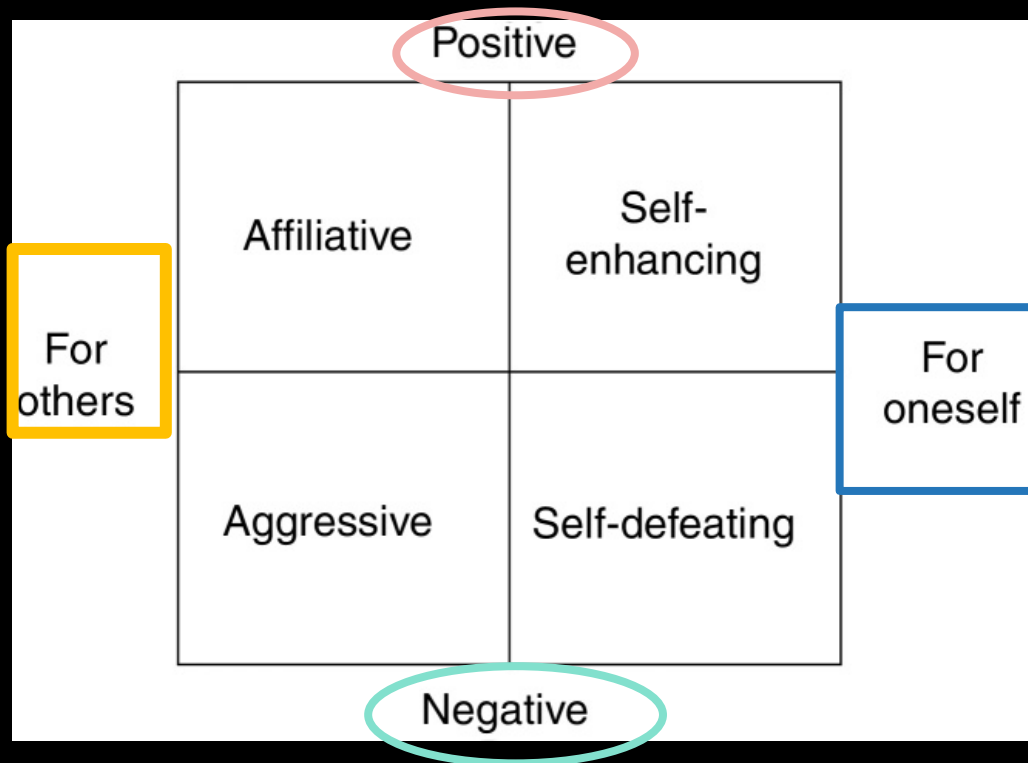 Positive
Affiliative
Self-
enhancing
For
others
For
oneself
Aggressive
Self-defeating
Negative